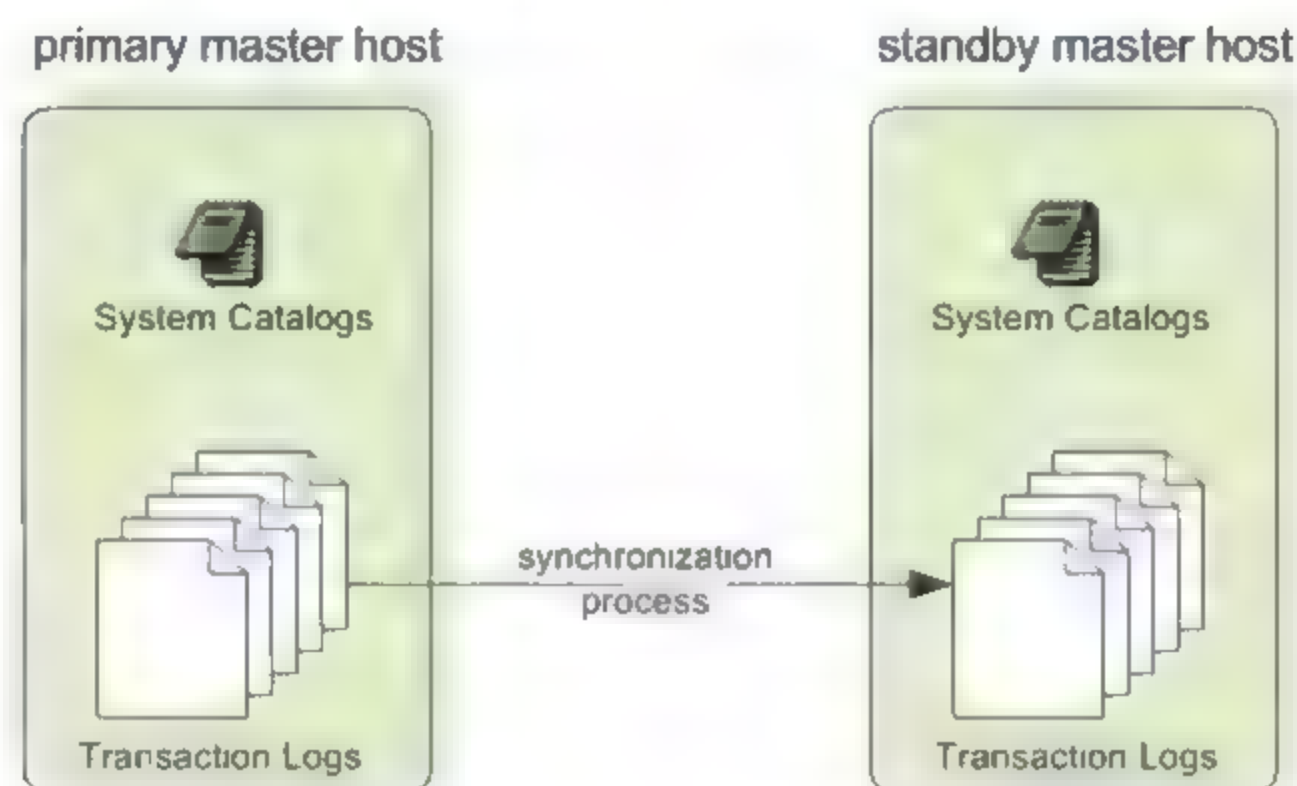 primary master host
standby master host
System Catalogs
System Catalogs
synchronization
process
Transaction Logs
Transaction Logs